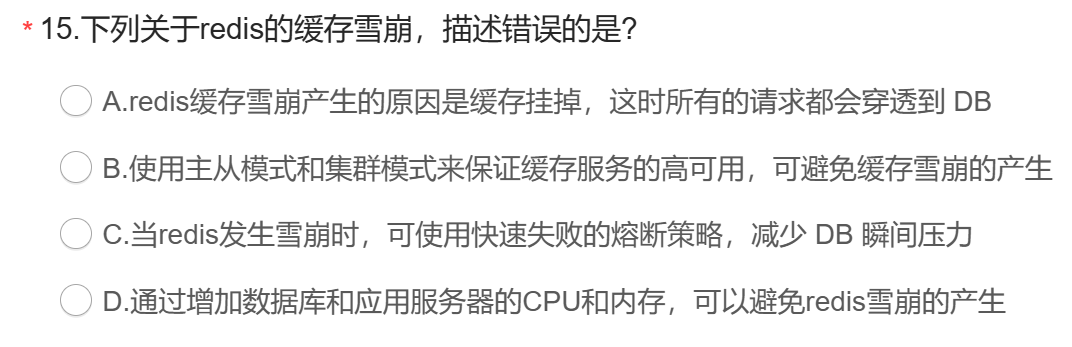 * 15.下列关于redis的缓存雪崩，描述错误的是?
A.redis缓存雪崩产生的原因是缓存挂掉，这时所有的请求都会穿透到 DB
B.使用主从模式和集群模式来保证缓存服务的高可用，可避免缓存雪崩的产生
C.当redis发生雪崩时，可使用快速失败的熔断策略，减少 DB 瞬间压力
D.通过增加数据库和应用服务器的CPU和内存，可以避免redis雪崩的产生